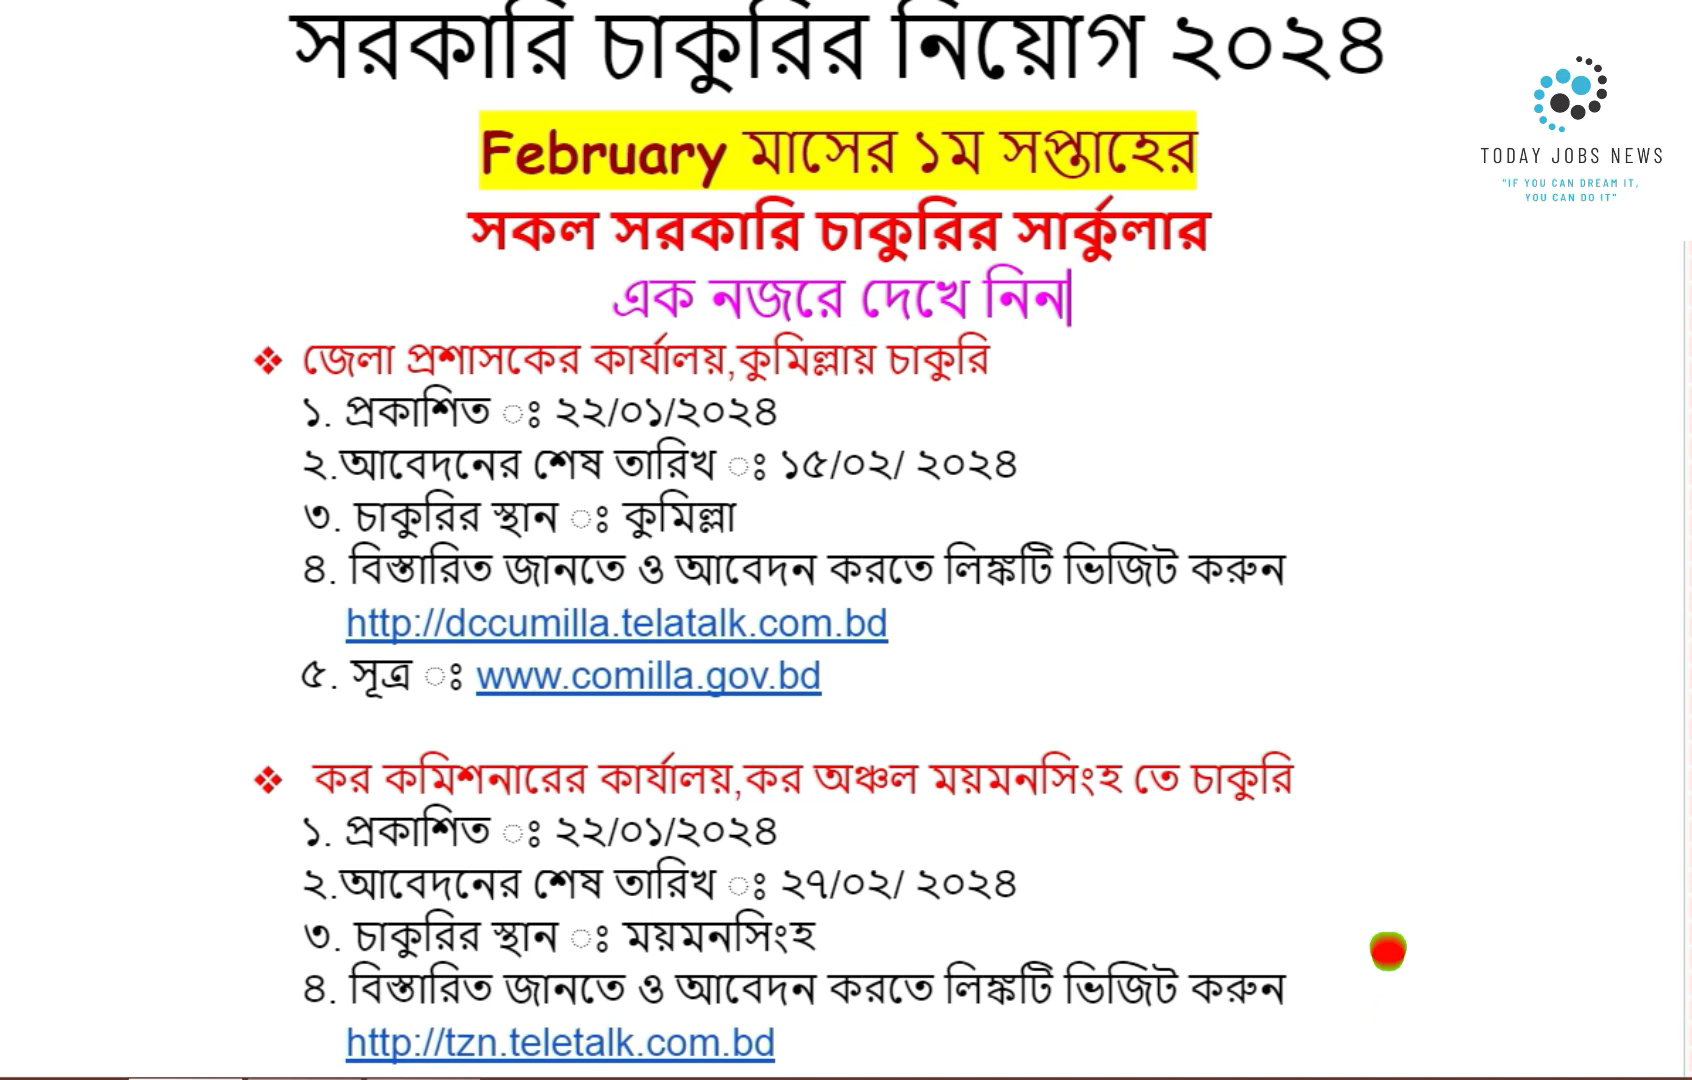 সরকারি চাকুরির নিয়োগ ২০২৪
February মাসের ১ম সপ্তাহের
সকল সরকারি চাকুরির সার্কুলার
এক নজরে দেখে নিন
TODAY JOBS NEWS
"IF YOU CAN DREAM IT,
YOU CAN DO IT"
❖ জেলা প্রশাসকের কার্যালয়,কুমিল্লায় চাকুরি
১. প্রকাশিত ঃ ২২/০১/২০২৪
২.আবেদনের শেষ তারিখ ঃ ১৫/০২/ ২০২৪
৩. চাকুরির স্থান ঃ কুমিল্লা
৪. বিস্তারিত জানতে ও আবেদন করতে লিঙ্কটি ভিজিট করুন
http://dccumilla.telatalk.com.bd
৫. সূত্র ঃ www.comilla.gov.bd
❖ কর কমিশনারের কার্যালয়,কর অঞ্চল ময়মনসিংহ তে চাকুরি
১. প্রকাশিত ঃ ২২/০১/২০২৪
২.আবেদনের শেষ তারিখ ঃ ২৭/০২/ ২০২৪
৩. চাকুরির স্থান ঃ ময়মনসিংহ
৪. বিস্তারিত জানতে ও আবেদন করতে লিঙ্কটি ভিজিট করুন
http://tzn.teletalk.com.bd